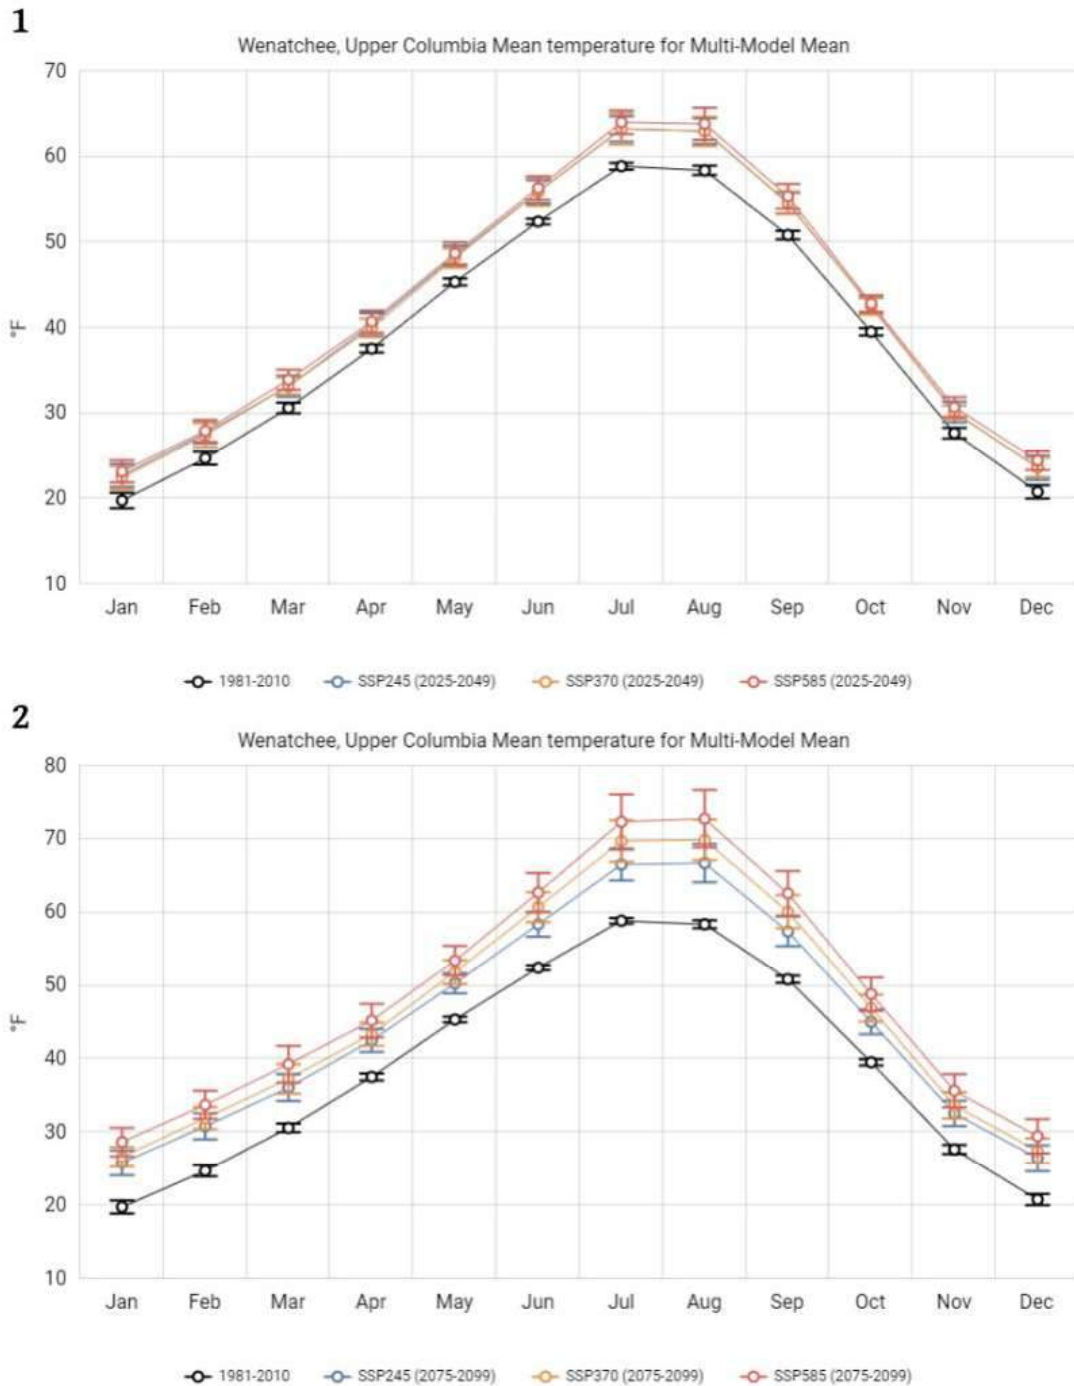 1
Wenatchee, Upper Columbia Mean temperature for Multi-Model Mean
70
60
50
40
30
20
10
°F
Jan Feb Mar Apr May Jun Jul Aug Sep Oct Nov Dec
1981-2010 SSP245 (2025-2049) SSP370 (2025-2049) SSP585 (2025-2049)
2
Wenatchee, Upper Columbia Mean temperature for Multi-Model Mean
80
70
60
50
40
30
20
10
°F
Jan Feb Mar Apr May Jun Jul Aug Sep Oct Nov Dec
1981-2010 SSP245 (2075-2099) SSP370 (2075-2099) SSP585 (2075-2099)